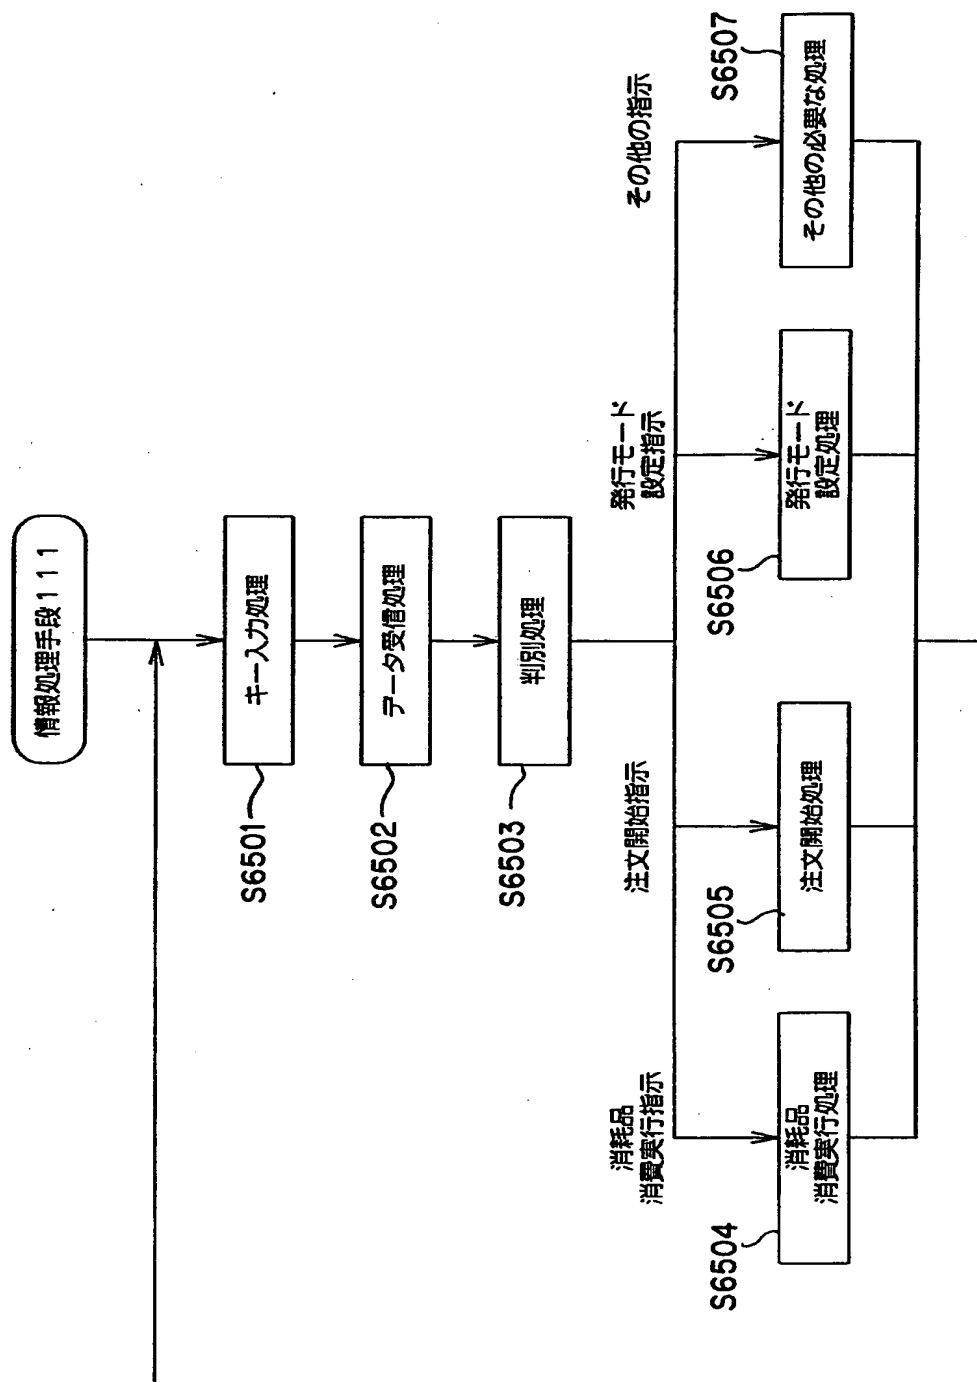 情報処理手段111
キー入力処理
S6501
データ受信処理
S6502
判別処理
S6503
消耗品
消費実行指示
注文開始指示
発行モード
設定指示
その他の指示
S6504
消耗品
消費実行処理
S6505
注文開始処理
S6506
発行モード
設定処理
S6507
その他の必要な処理